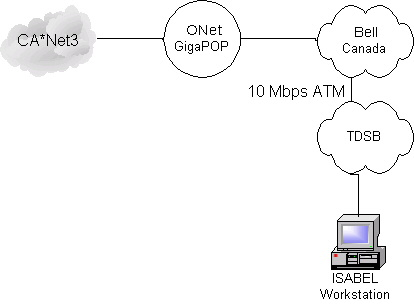 CA*Net3
ONet
GigaPOP
Bell
Canada
10 Mbps ATM
TDSB
ISABEL
Workstation